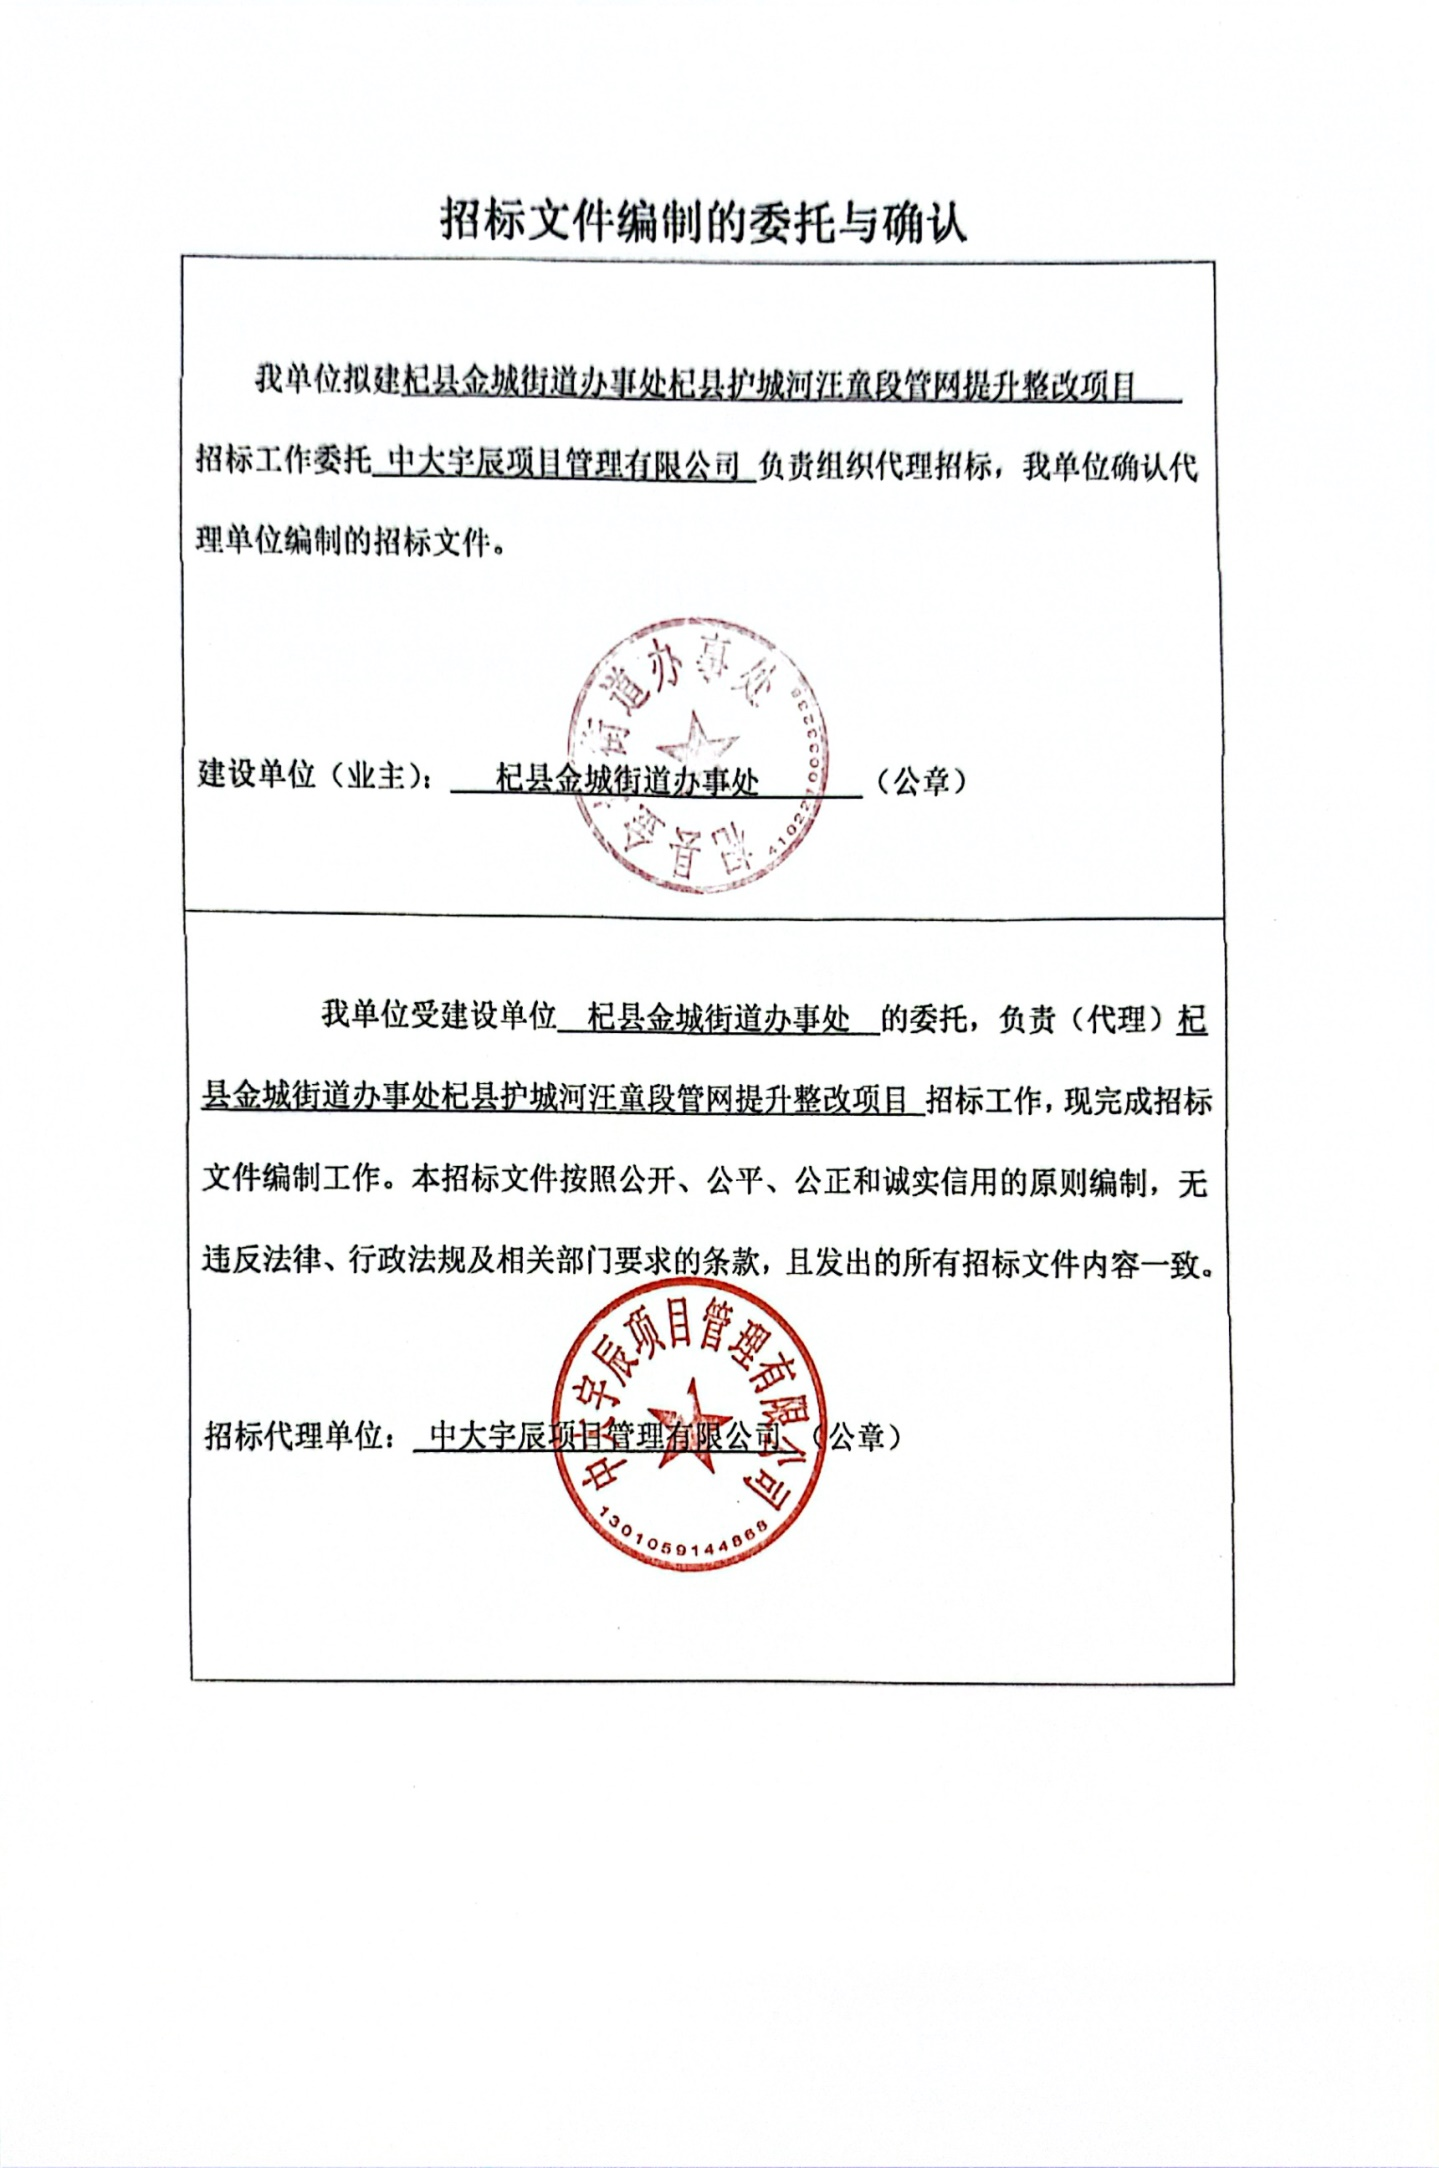 招标文件编制的委托与确认
我单位拟建杞县金城街道办事处杞县护城河汪童段管网提升整改项目
招标工作委托 中大宇辰项目管理有限公司 负责组织代理招标，我单位确认代
理单位编制的招标文件。
建设单位（业主）： 杞县金城街道办事处 （公章）
杞县金 街道办事处
我单位受建设单位 杞县金城街道办事处 的委托，负责（代理）杞
县金城街道办事处杞县护城河汪童段管网提升整改项目 招标工作，现完成招标
文件编制工作。本招标文件按照公开、公平、公正和诚实信用的原则编制，无
违反法律、行政法规及相关部门要求的条款，且发出的所有招标文件内容一致。
招标代理单位： 中大宇辰项目管理有限公司 （公章）
中大宇辰项目管理有限公司
1301059144868